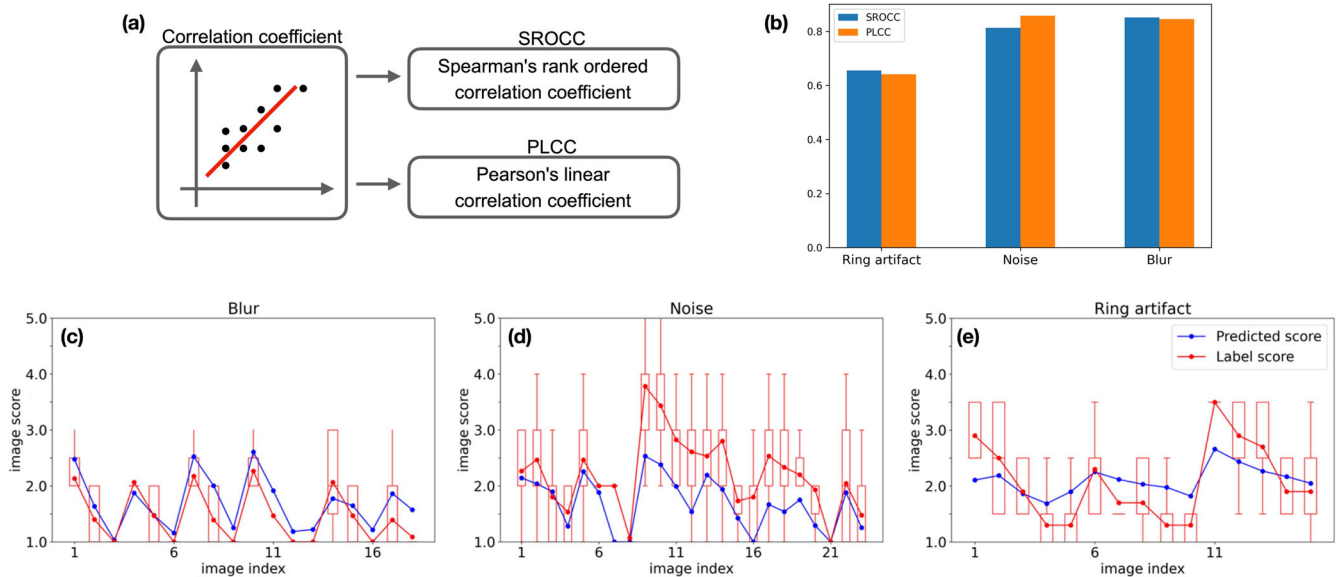 (a)
Correlation coefficient
SROCC
Spearman's rank ordered
correlation coefficient
PLCC
Pearson's linear
correlation coefficient
(b)
SROCC
PLCC
0.8
0.6
0.4
0.2
0.0
Ring artifact
Noise
Blur
Blur
(c)
5.0
4.0
3.0
2.0
1.0
image score
1
6
11
16
image index
Noise
(d)
5.0
4.0
3.0
2.0
1.0
image score
1
6
11
16
21
image index
Ring artifact
(e)
Predicted score
Label score
5.0
4.0
3.0
2.0
1.0
image score
1
6
11
image index